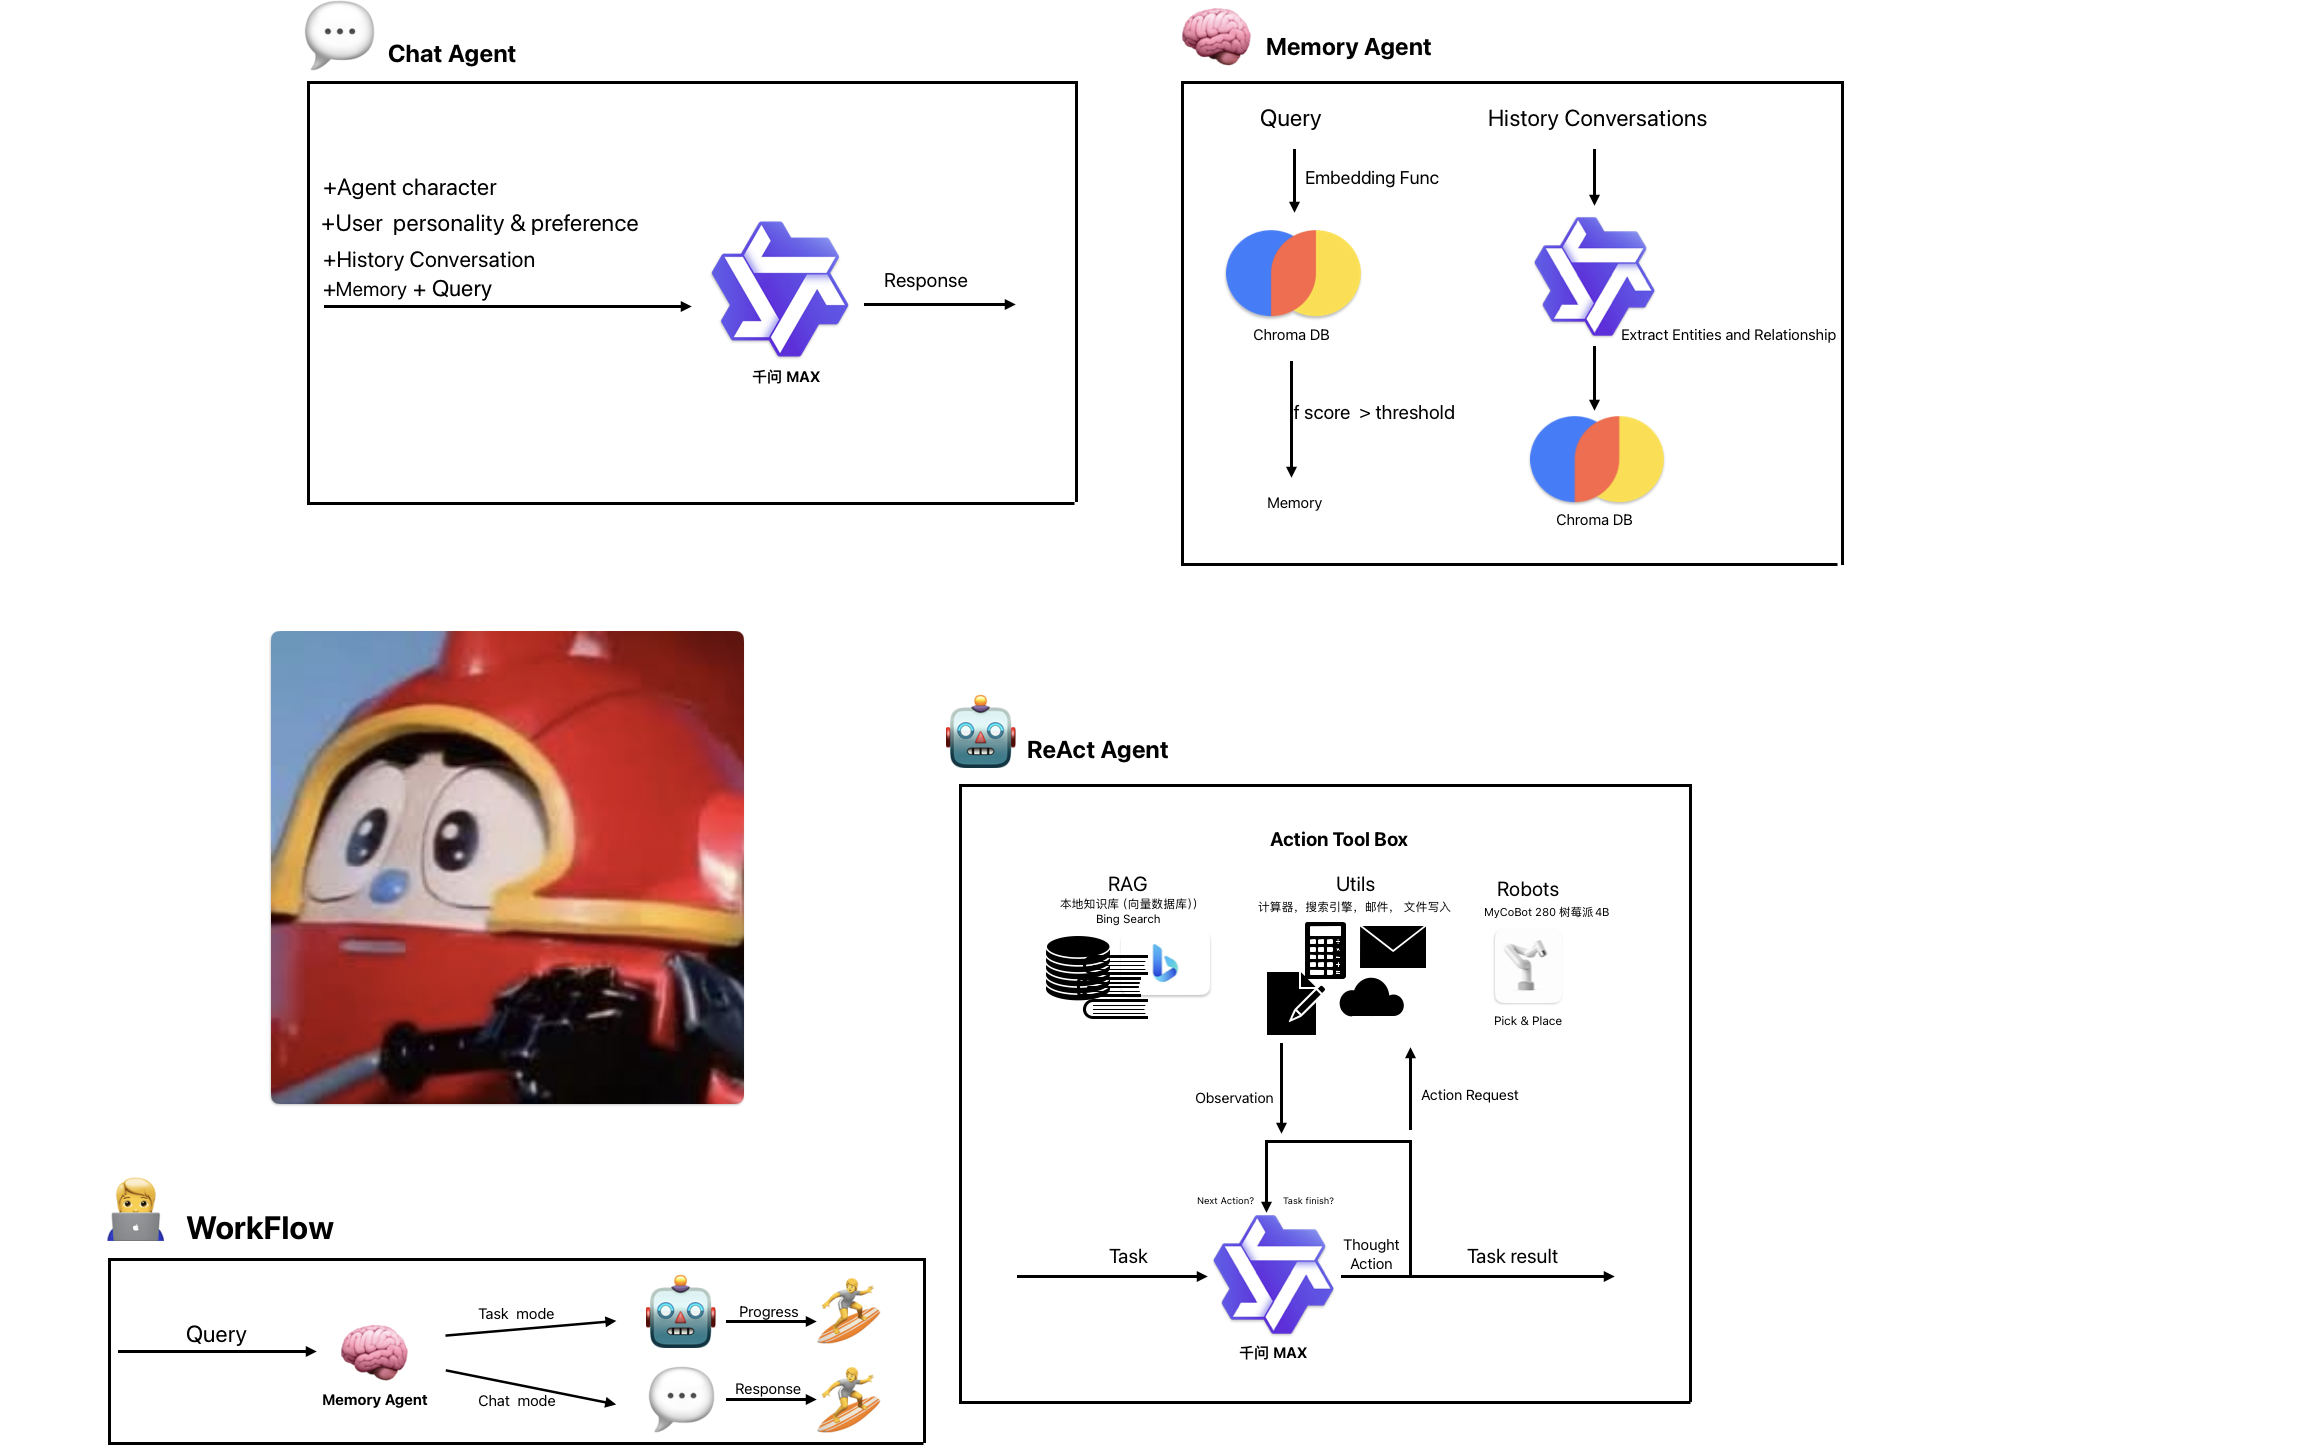 Chat Agent
+Agent character
+User personality & preference
+History Conversation
+Memory + Query
Response
千问 MAX
Memory Agent
Query
History Conversations
Embedding Func
Chroma DB
Extract Entities and Relationship
f score > threshold
Memory
Chroma DB
ReAct Agent
Action Tool Box
RAG
本地知识库 (向量数据库))
Bing Search
Utils
计算器，搜索引擎，邮件， 文件写入
Robots
MyCoBot 280 树莓派 4B
Pick & Place
Observation
Action Request
Next Action?
Task finish?
Task
Thought
Action
Task result
千问 MAX
WorkFlow
Query
Memory Agent
Task mode
Progress
Chat mode
Response